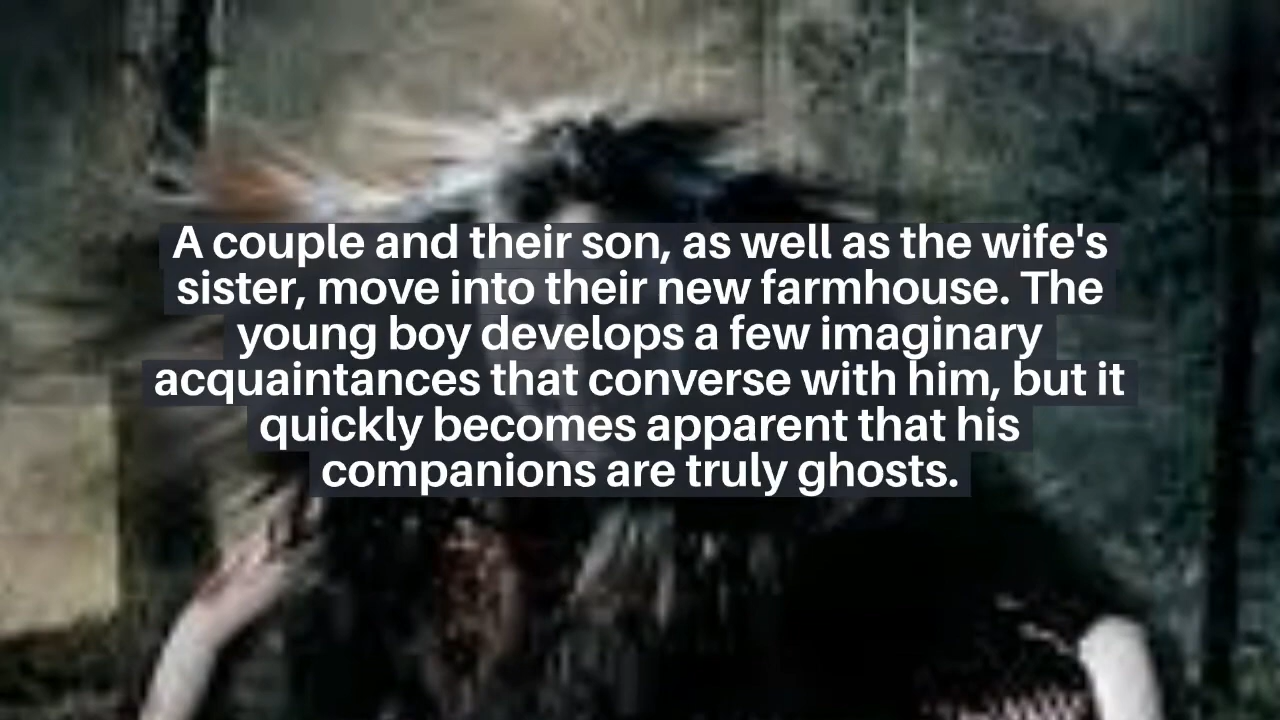 A couple and their son, as well as the wife's
sister, move into their new farmhouse. The
young boy develops a few imaginary
acquaintances that converse with him, but it
quickly becomes apparent that his
companions are truly ghosts.